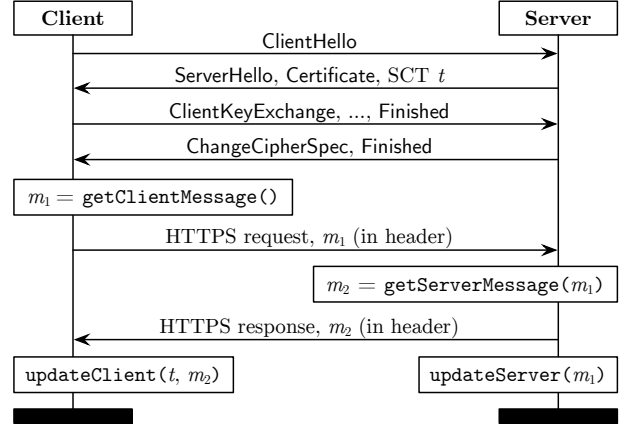 Client Server
ClientHello
ServerHello, Certificate, SCT t
ClientKeyExchange, ..., Finished
ChangeCipherSpec, Finished
m₁ = getClientMessage()
HTTPS request, m₁ (in header)
m₂ = getServerMessage(m₁)
HTTPS response, m₂ (in header)
updateClient(t, m₂) updateServer(m₁)